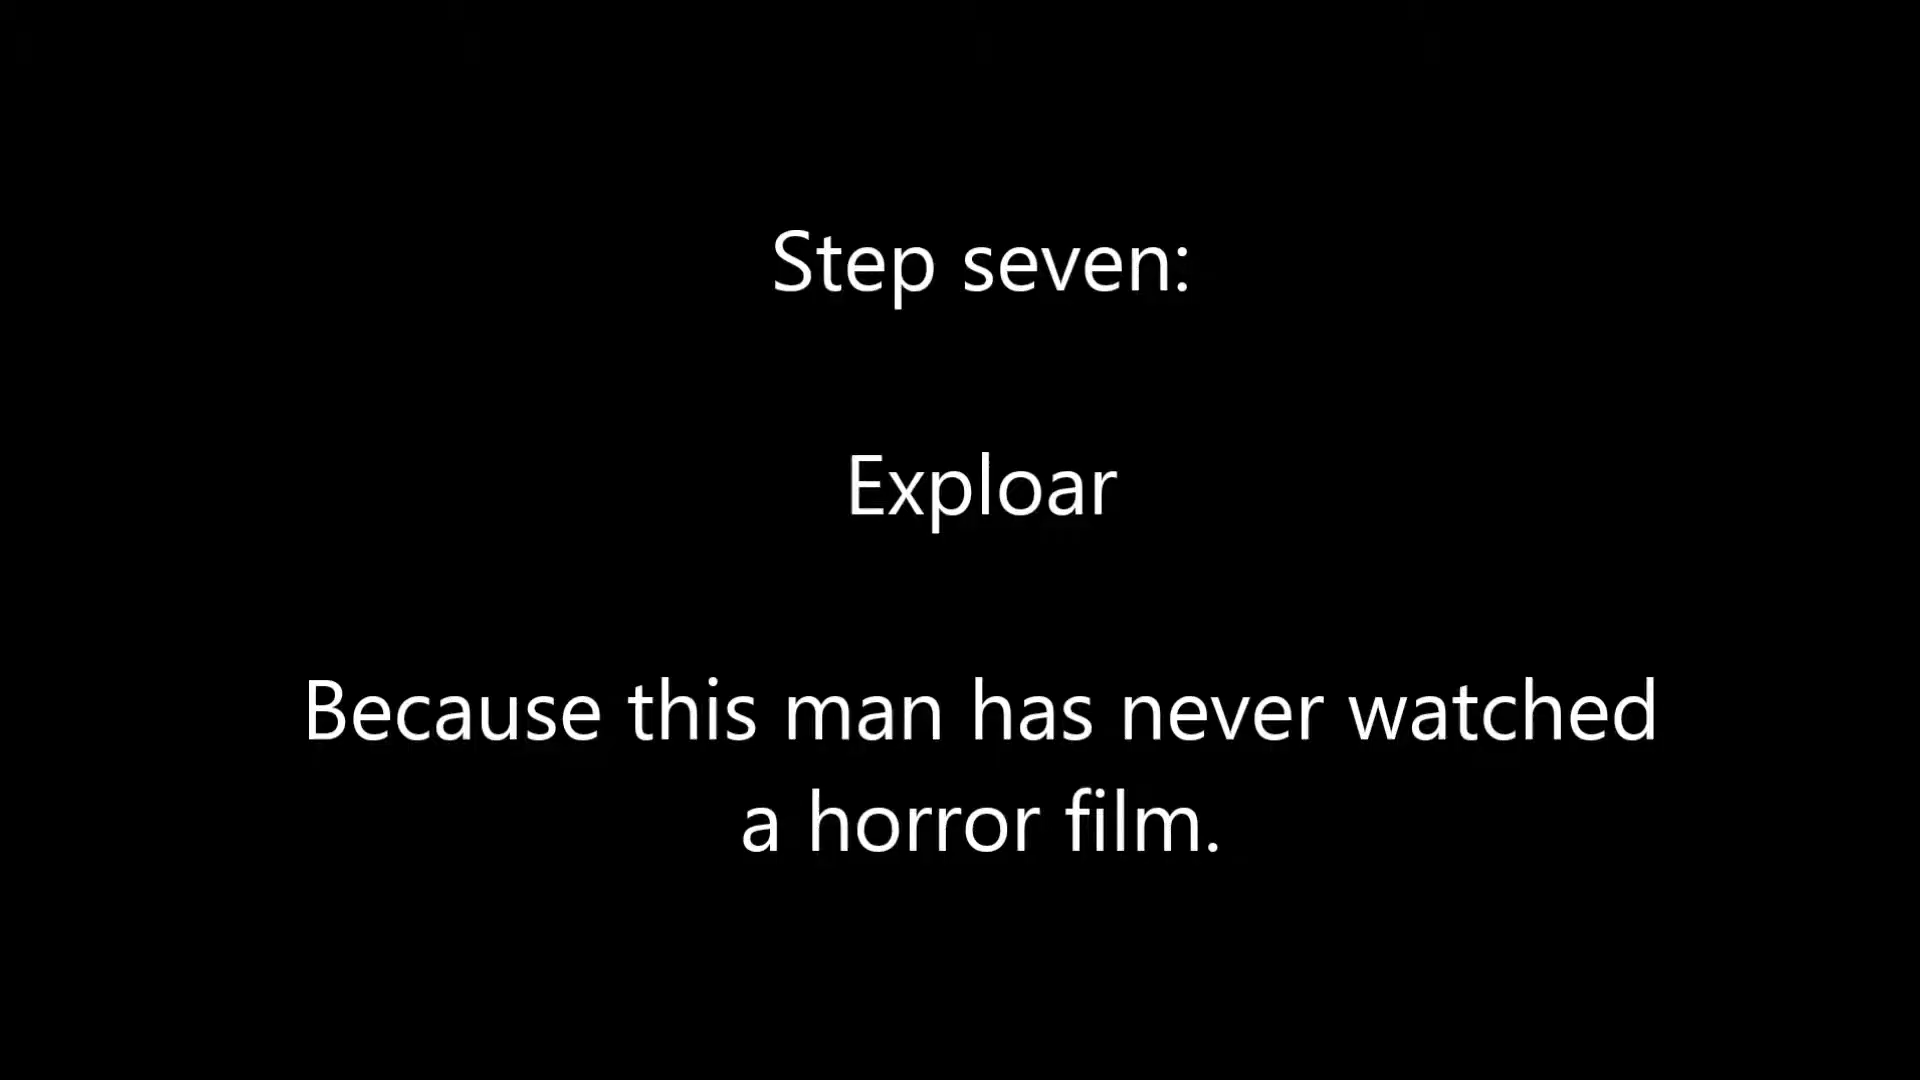 Step seven:
Exploar
Because this man has never watched
a horror film.